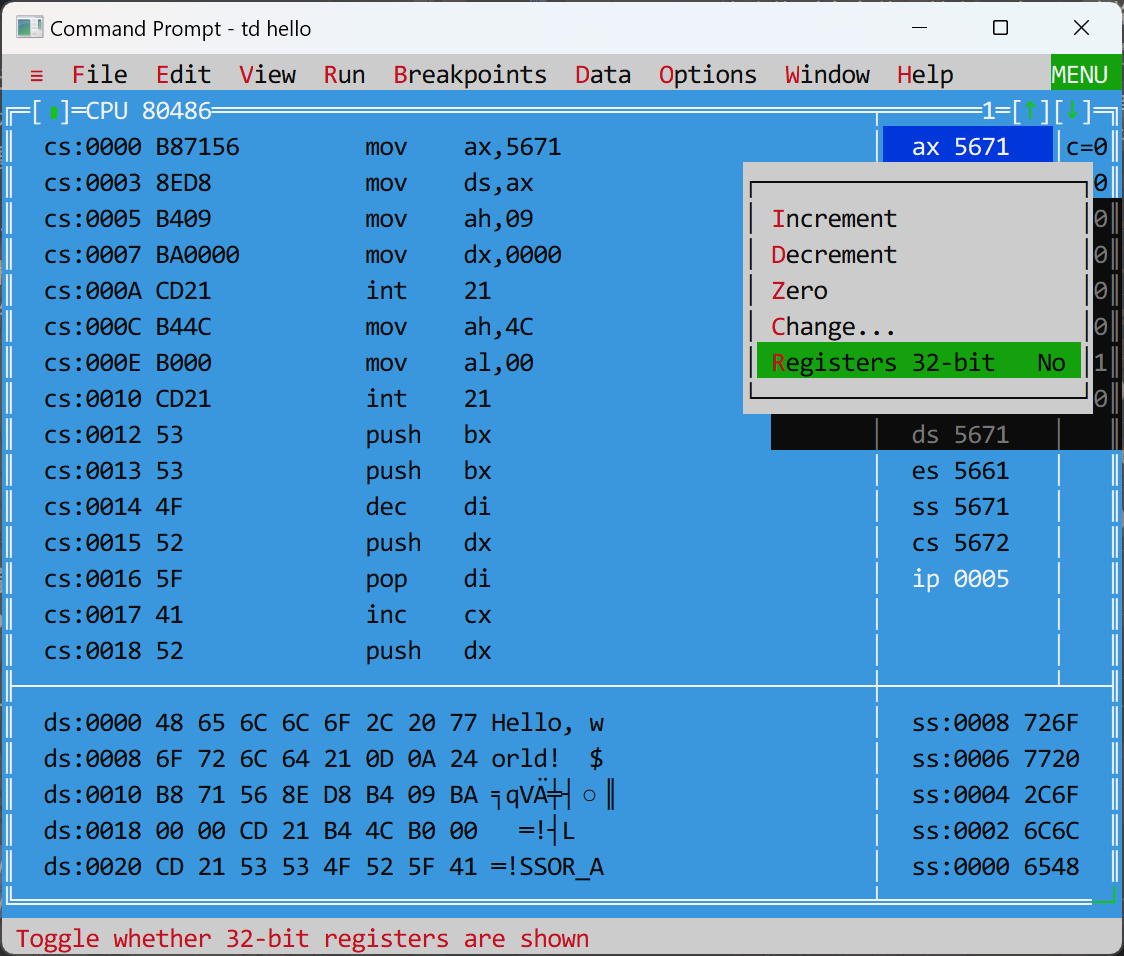 Command Prompt - td hello
≡ File Edit View Run Breakpoints Data Options Window Help MENU
╔═[▮]═CPU 80486═1=[↑][↓]═╗
cs:0000 B87156 mov ax,5671 ax 5671 c=0
cs:0003 8ED8 mov ds,ax 0
cs:0005 B409 mov ah,09 Increment 0
cs:0007 BA0000 mov dx,0000 Decrement 0
cs:000A CD21 int 21 Zero 0
cs:000C B44C mov ah,4C Change... 0
cs:000E B000 mov al,00 Registers 32-bit No 1
cs:0010 CD21 int 21 0
cs:0012 53 push bx ds 5671
cs:0013 53 push bx es 5661
cs:0014 4F dec di ss 5671
cs:0015 52 push dx cs 5672
cs:0016 5F pop di ip 0005
cs:0017 41 inc cx
cs:0018 52 push dx
ds:0000 48 65 6C 6C 6F 2C 20 77 Hello, w ss:0008 726F
ds:0008 6F 72 6C 64 21 0D 0A 24 orld! $ ss:0006 7720
ds:0010 B8 71 56 8E D8 B4 09 BA ╕qVÄ╪┤○║ ss:0004 2C6F
ds:0018 00 00 CD 21 B4 4C B0 00 ═!┤L ss:0002 6C6C
ds:0020 CD 21 53 53 4F 52 5F 41 ═!SSOR_A ss:0000 6548
Toggle whether 32-bit registers are shown